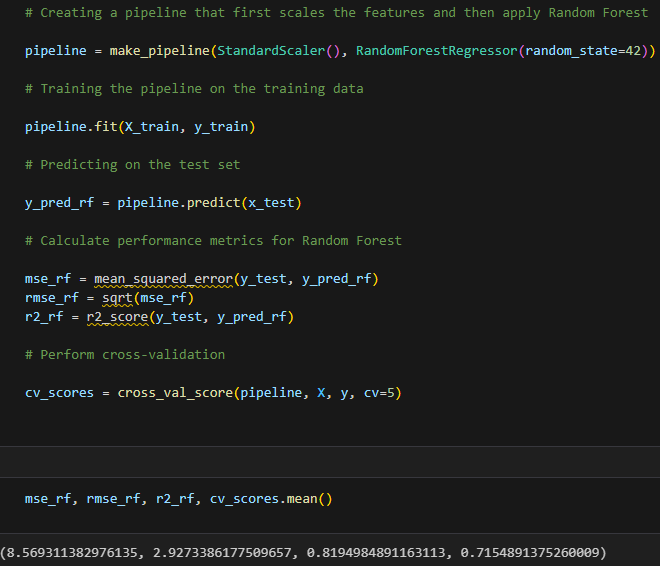 # Creating a pipeline that first scales the features and then apply Random Forest
pipeline = make_pipeline(StandardScaler(), RandomForestRegressor(random_state=42))
# Training the pipeline on the training data
pipeline.fit(X_train, y_train)
# Predicting on the test set
y_pred_rf = pipeline.predict(x_test)
# Calculate performance metrics for Random Forest
mse_rf = mean_squared_error(y_test, y_pred_rf)
rmse_rf = sqrt(mse_rf)
r2_rf = r2_score(y_test, y_pred_rf)
# Perform cross-validation
cv_scores = cross_val_score(pipeline, X, y, cv=5)
mse_rf, rmse_rf, r2_rf, cv_scores.mean()
(8.569311382976135, 2.9273386177509657, 0.8194984891163113, 0.7154891375260009)